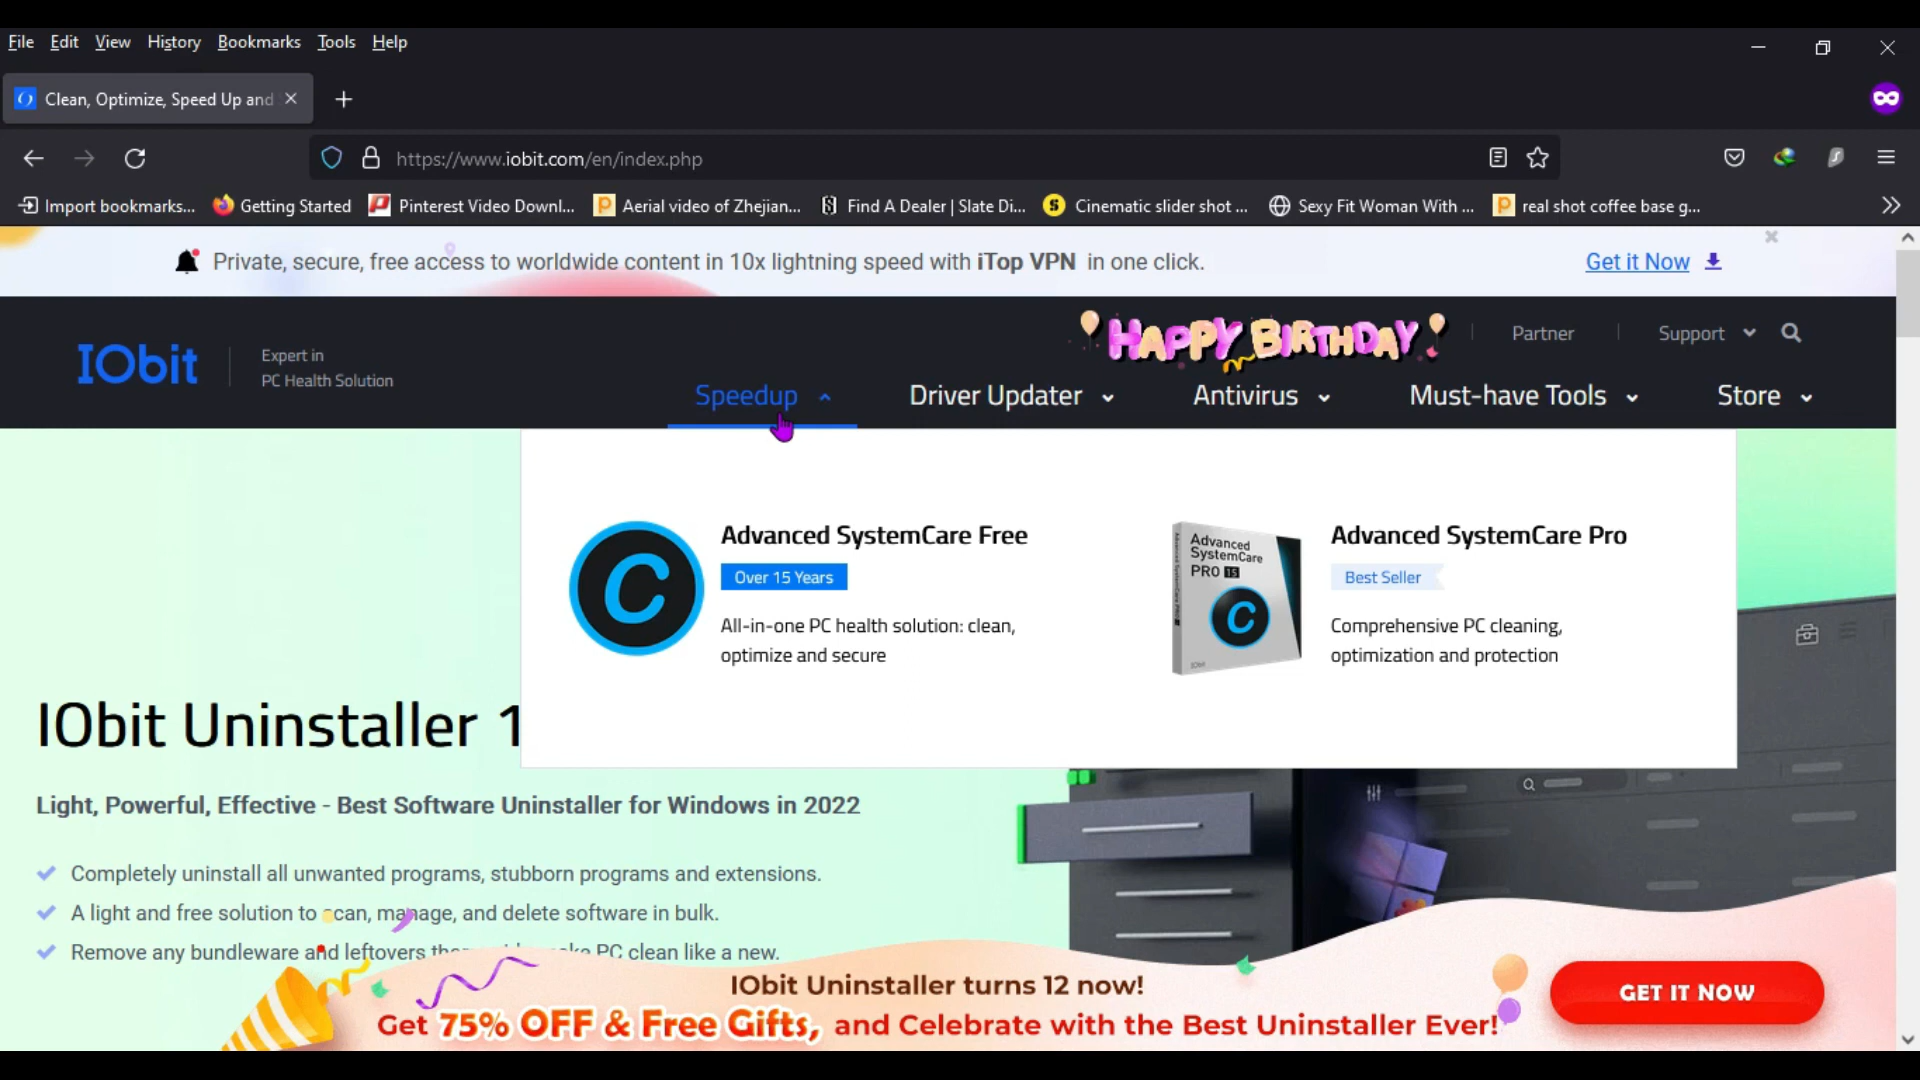 File Edit View History Bookmarks Tools Help
Clean, Optimize, Speed Up and
https://www.iobit.com/en/index.php
Import bookmarks... Getting Started Pinterest Video Downl... Aerial video of Zhejian... Find A Dealer | Slate Di... Cinematic slider shot ... Sexy Fit Woman With ... real shot coffee base g...
Private, secure, free access to worldwide content in 10x lightning speed with iTop VPN in one click. Get it Now
HAPPY BIRTHDAY Partner Support
IObit Expert in
PC Health Solution
Speedup Driver Updater Antivirus Must-have Tools Store
Advanced SystemCare Free
Over 15 Years
All-in-one PC health solution: clean,
optimize and secure
Advanced
SystemCare
PRO 15
Advanced SystemCare Pro
Best Seller
Comprehensive PC cleaning,
optimization and protection
IObit Uninstaller 1
Light, Powerful, Effective - Best Software Uninstaller for Windows in 2022
Completely uninstall all unwanted programs, stubborn programs and extensions.
A light and free solution to scan, manage, and delete software in bulk.
Remove any bundleware and leftovers PC clean like a new.
IObit Uninstaller turns 12 now!
Get 75% OFF & Free Gifts, and Celebrate with the Best Uninstaller Ever!
GET IT NOW